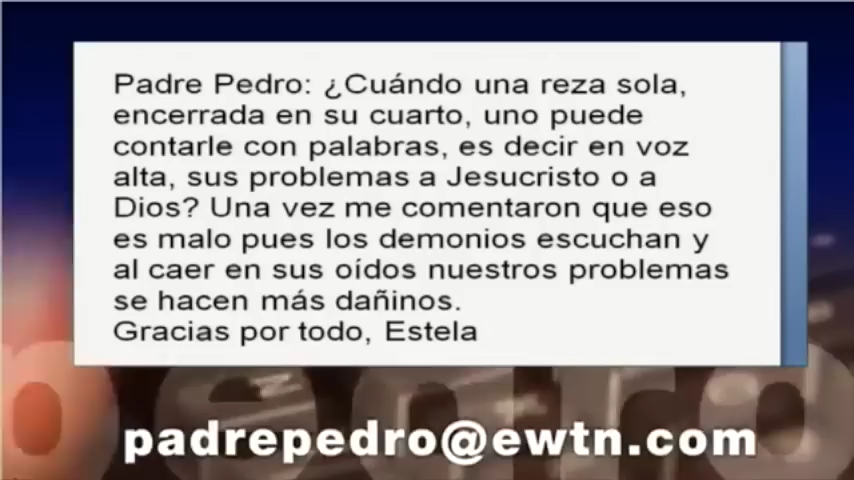 Padre Pedro: ¿Cuándo una reza sola,
encerrada en su cuarto, uno puede
contarle con palabras, es decir en voz
alta, sus problemas a Jesucristo o a
Dios? Una vez me comentaron que eso
es malo pues los demonios escuchan y
al caer en sus oídos nuestros problemas
se hacen más dañinos.
Gracias por todo, Estela
pedro
padrepedro@ewtn.com